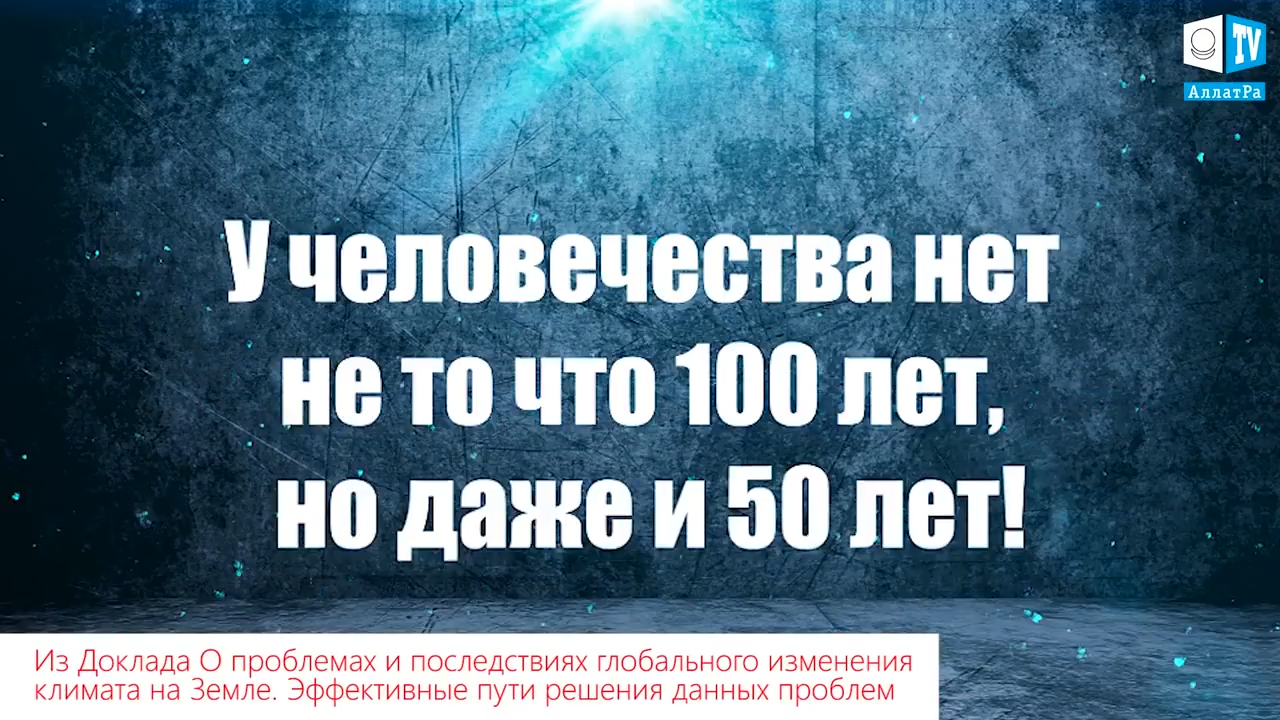 TV
АллатРа
У человечества нет
не то что 100 лет,
но даже и 50 лет!
Из Доклада О проблемах и последствиях глобального изменения
климата на Земле. Эффективные пути решения данных проблем